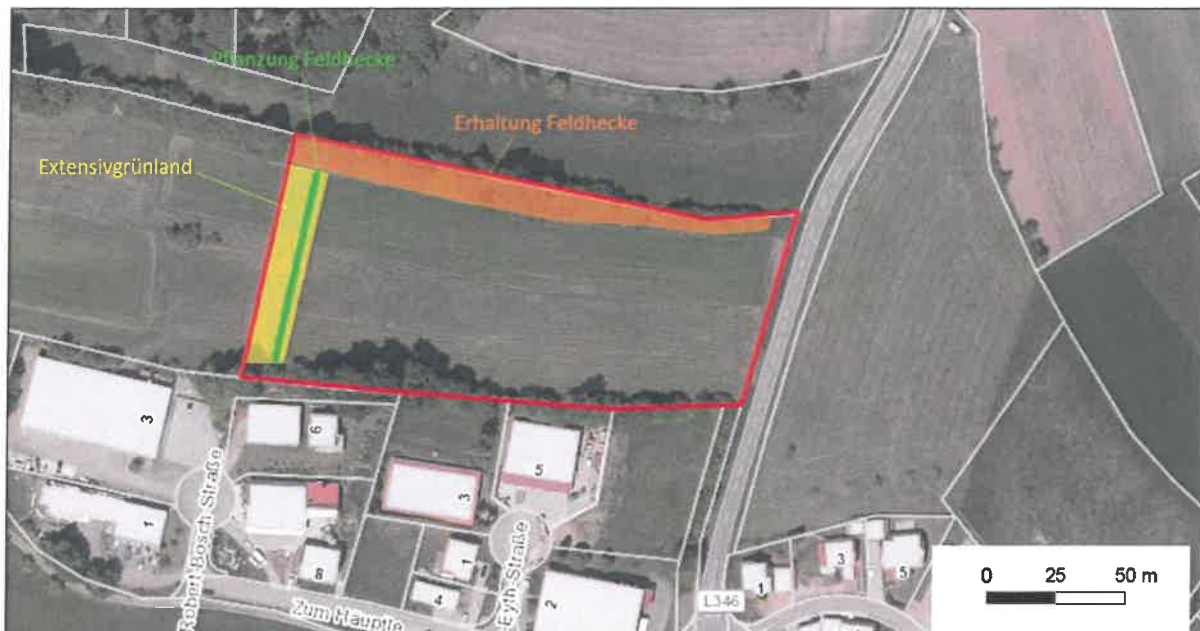 Pflanzung Feldhecke
Erhaltung Feldhecke
Extensivgrünland
3
6
5
3
Robert-Bosch-Straße
1
8
1
4
-Eyth-Straße
2
Zum Häuptle
L346
1
3
5
0 25 50 m